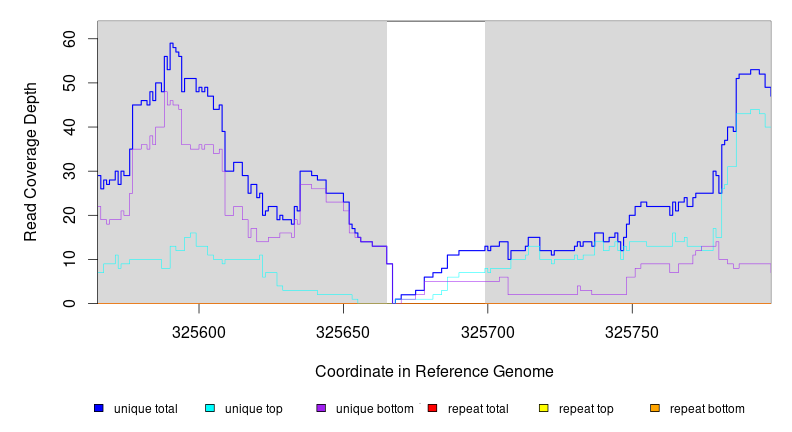 60
50
40
30
20
10
0
Read Coverage Depth
325600 325650 325700 325750
Coordinate in Reference Genome
unique total unique top unique bottom repeat total repeat top repeat bottom